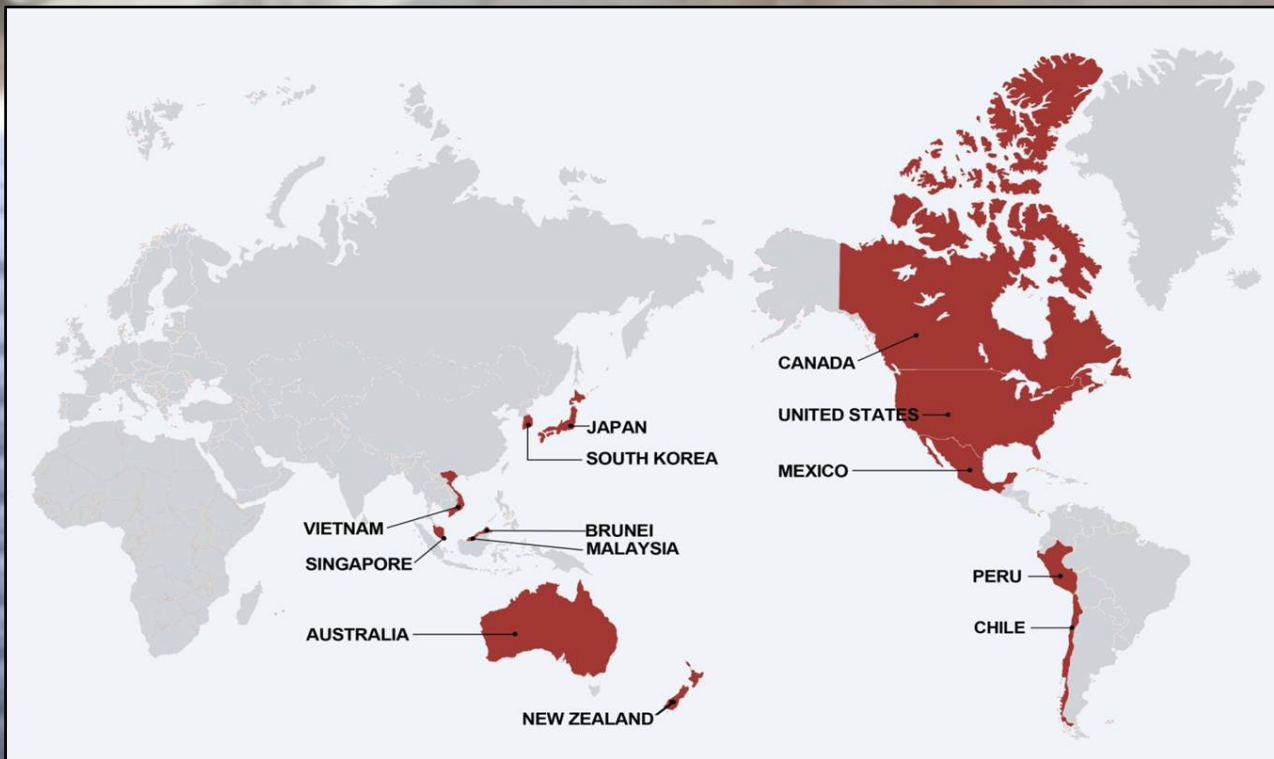 CANADA
UNITED STATES
JAPAN
SOUTH KOREA
MEXICO
VIETNAM
BRUNEI
MALAYSIA
SINGAPORE
PERU
AUSTRALIA
CHILE
NEW ZEALAND